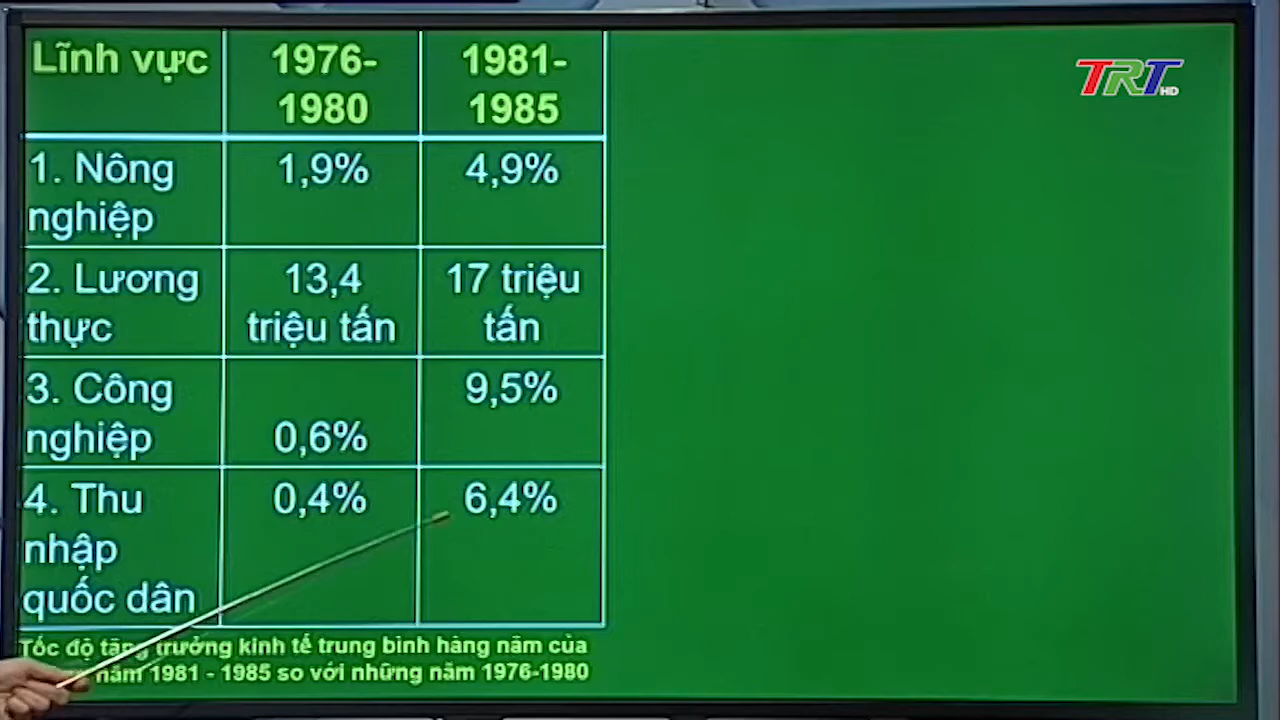 Lĩnh vực
1976-
1980
1981-
1985
1. Nông
nghiệp
1,9%
4,9%
2. Lương
thực
13,4
triệu tấn
17 triệu
tấn
3. Công
nghiệp
0,6%
9,5%
4. Thu
nhập
quốc dân
0,4%
6,4%
Tốc độ tăng trưởng kinh tế trung bình hàng năm của
năm 1981 - 1985 so với những năm 1976-1980
TRT HD